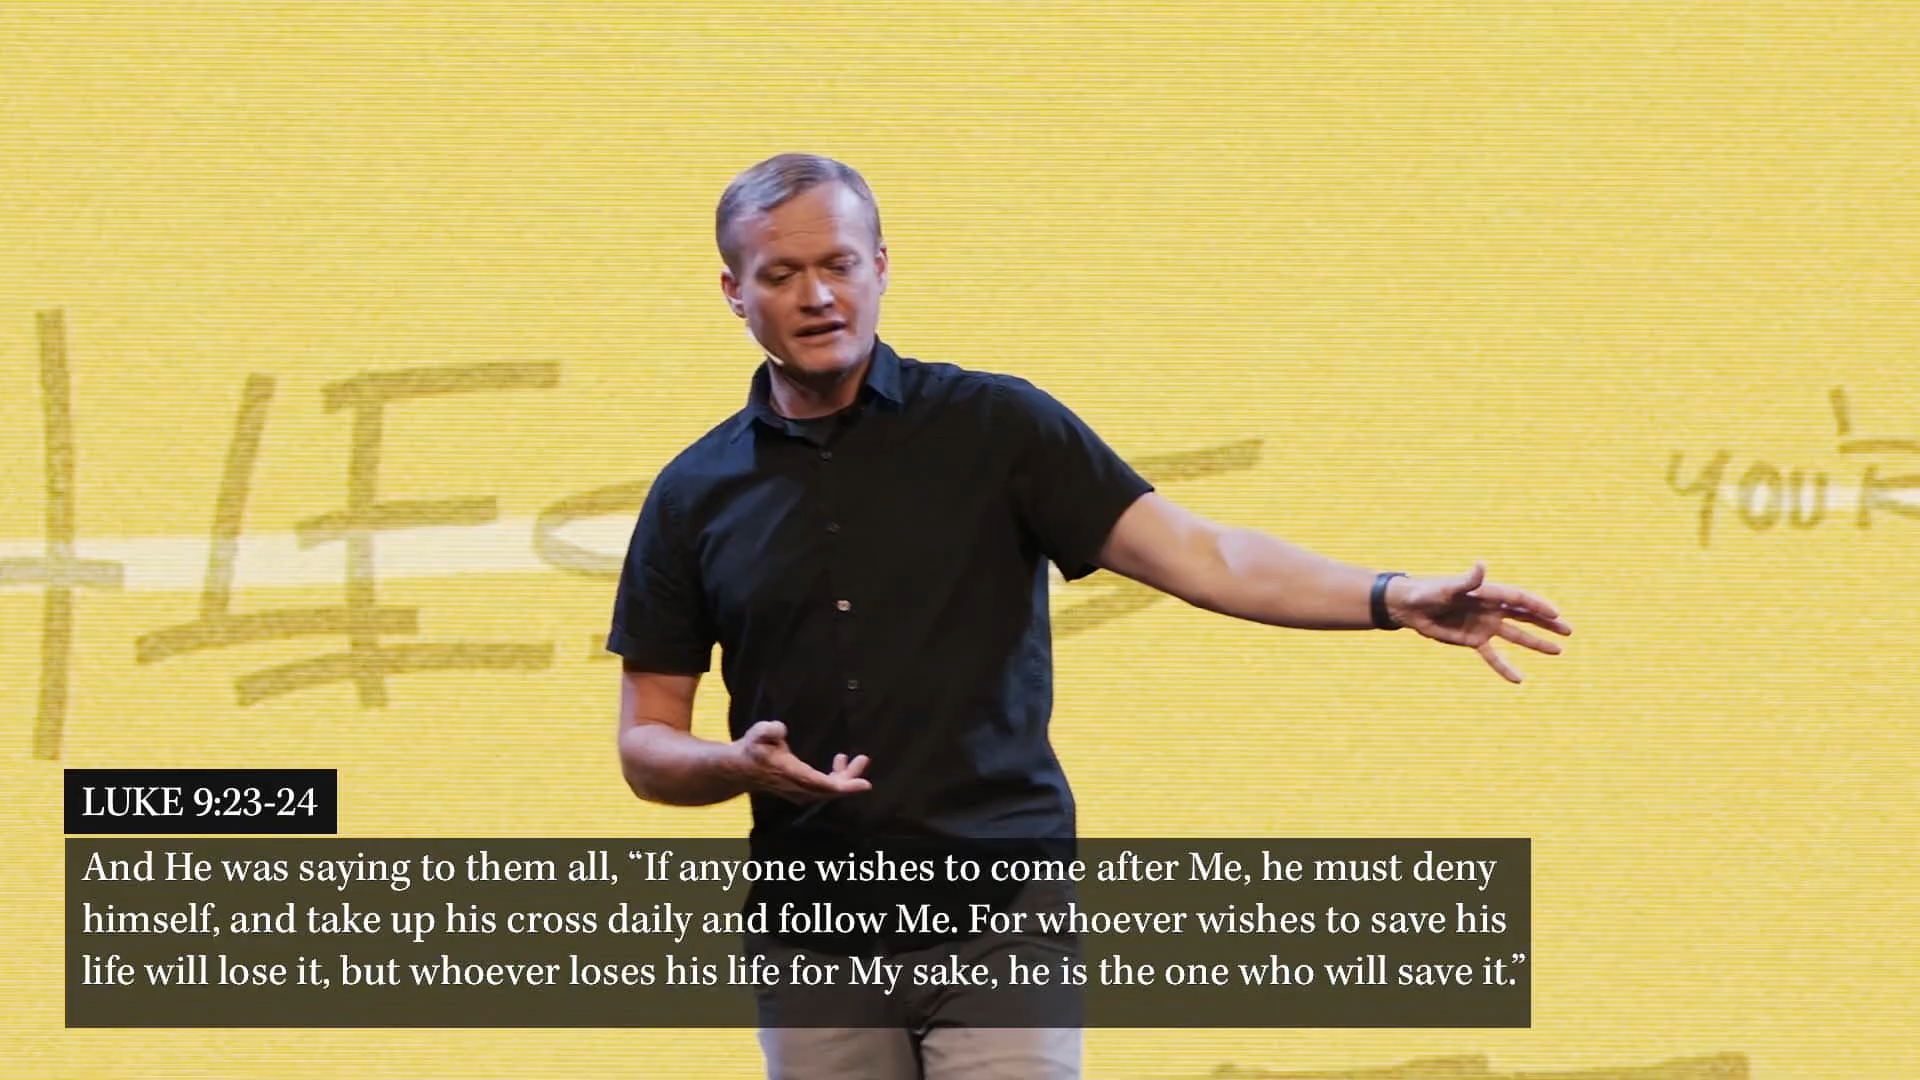 YOU'R
LUKE 9:23-24
And He was saying to them all, “If anyone wishes to come after Me, he must deny
himself, and take up his cross daily and follow Me. For whoever wishes to save his
life will lose it, but whoever loses his life for My sake, he is the one who will save it.”